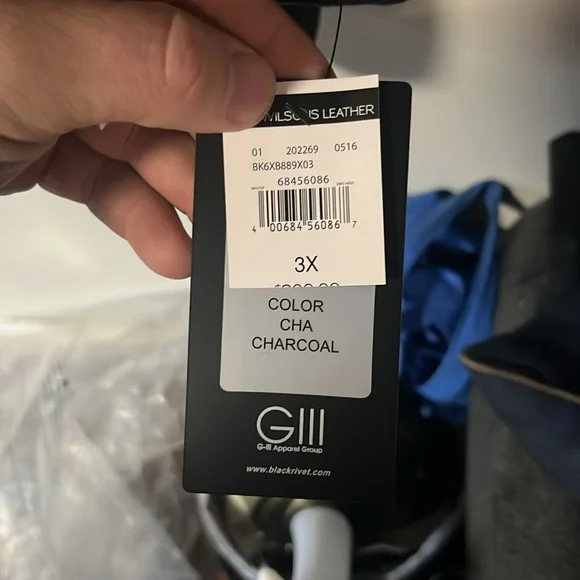 WILSONS LEATHER
01 202269 0516
BK6XB889X03
68456086
4 00684 56086 7
3X
COLOR
CHA
CHARCOAL
GIII
G-III Apparel Group
www.blackrivet.com